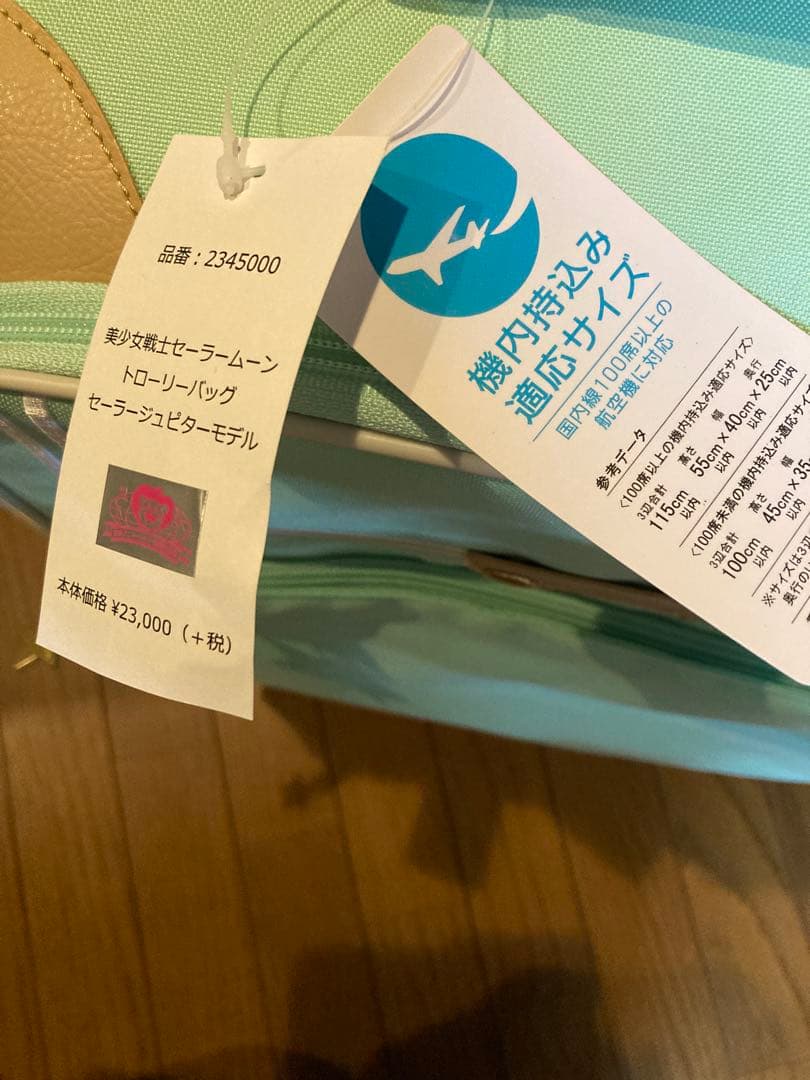 品番：2345000
美少女戦士セーラームーン
トローリーバッグ
セーラージュピターモデル
本体価格 ¥23,000（＋税）
機内持込み
適応サイズ
国内線100席以上の
航空機に対応
参考データ
〈100席以上の機内持込み適応サイズ〉
3辺合計 高さ 幅 奥行
115cm 55cm×40cm×25cm
以内 以内 以内 以内
〈100席未満の機内持込み適応サイズ
3辺合計 高さ 幅
100cm 45cm×35
以内 以内
※サイズは3辺
奥行の